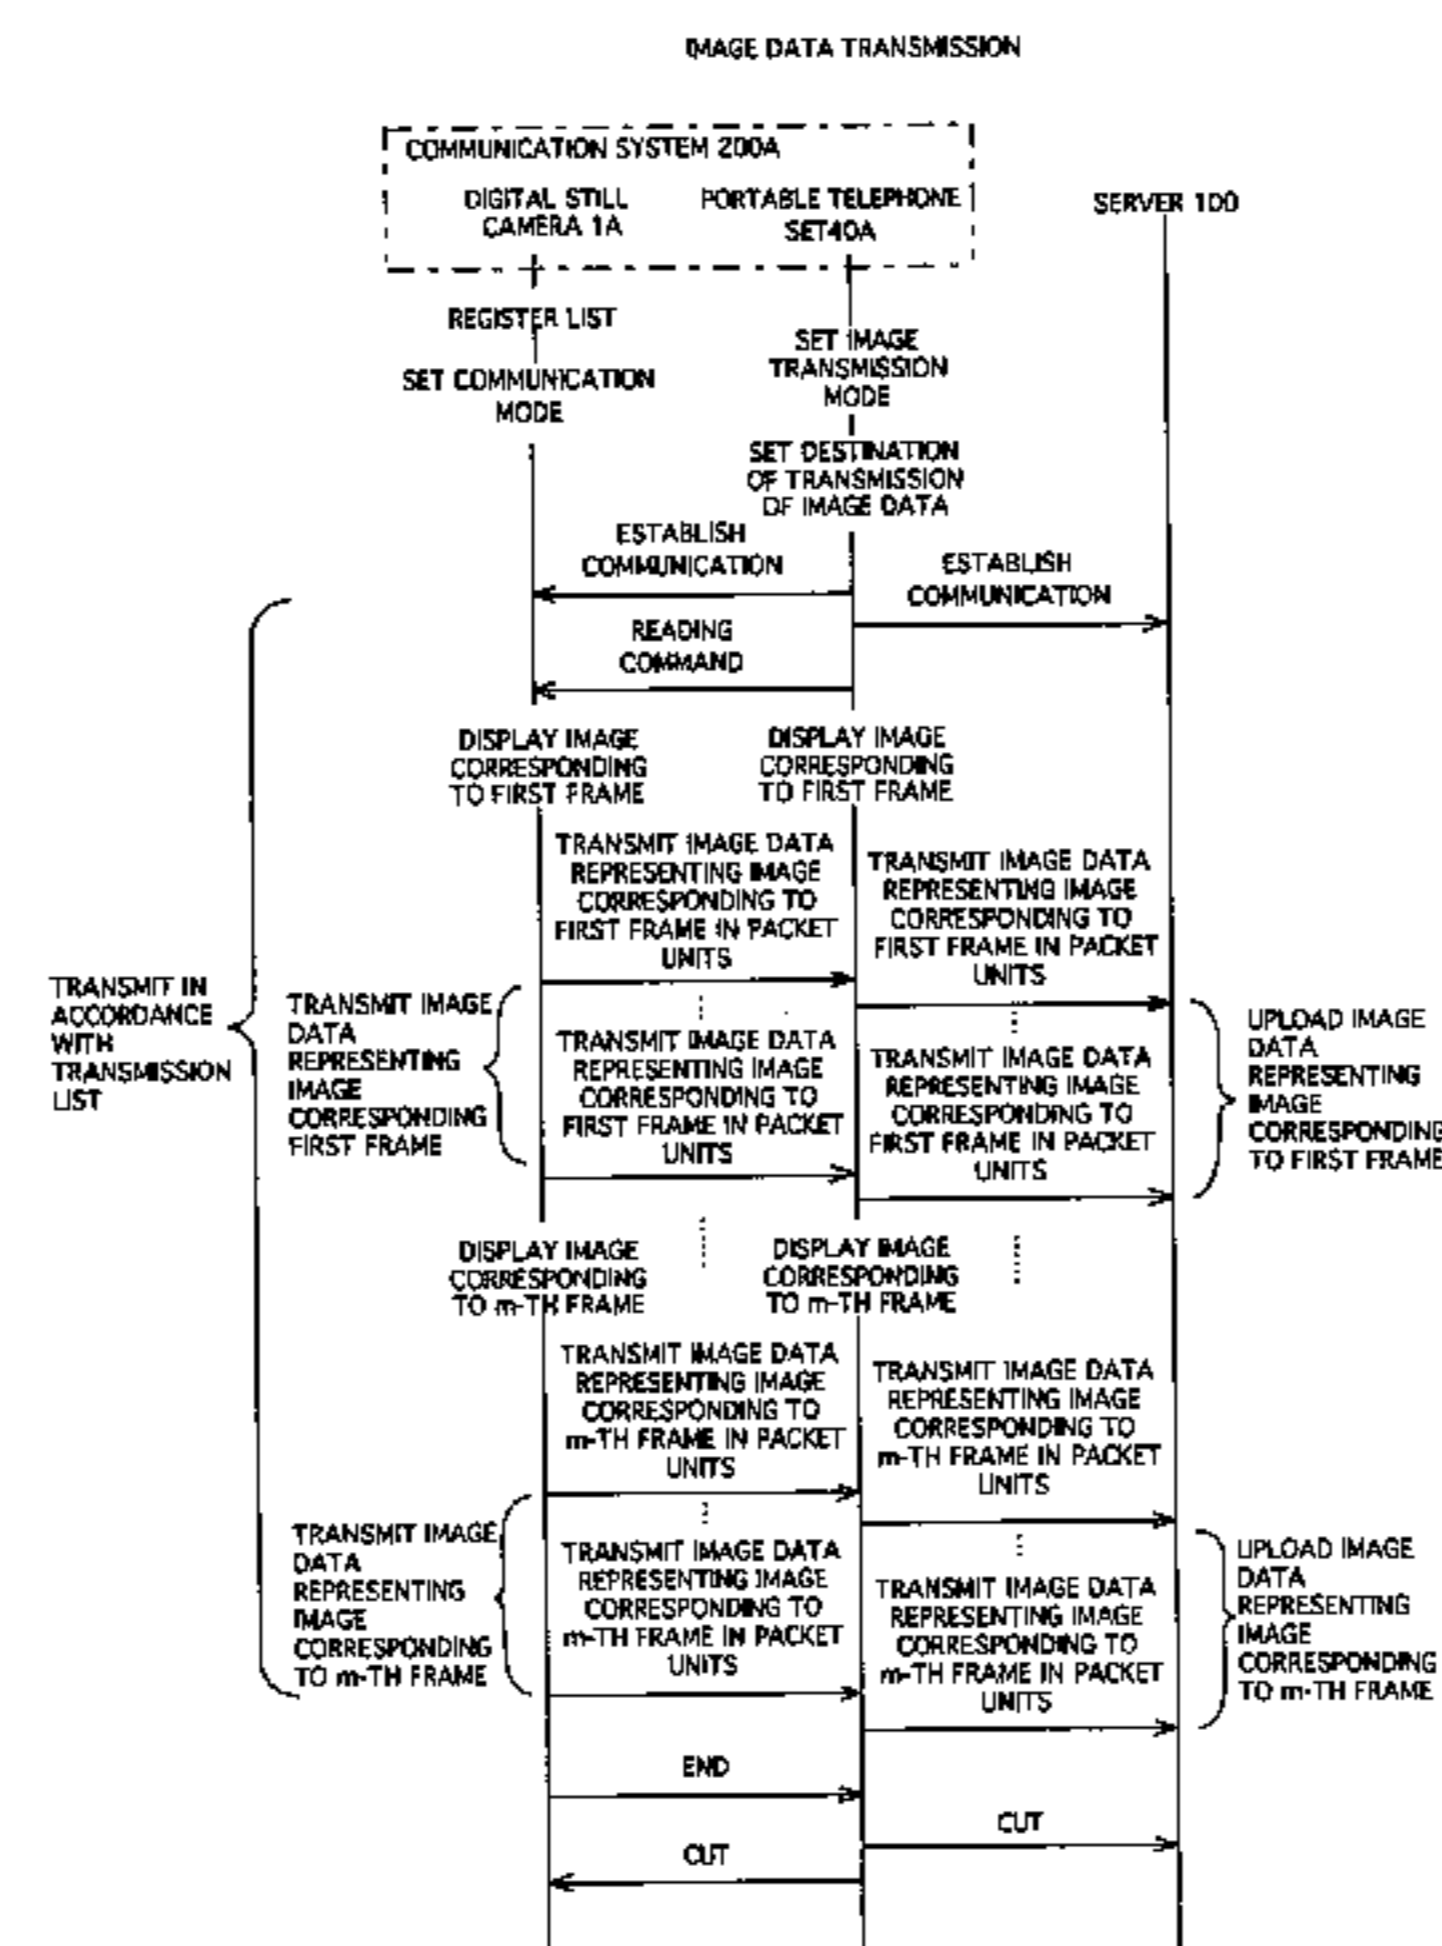 IMAGE DATA TRANSMISSION
COMMUNICATION SYSTEM 200A
DIGITAL STILL
CAMERA 1A
PORTABLE TELEPHONE
SET40A
SERVER 100
REGISTER LIST
SET COMMUNICATION
MODE
SET IMAGE
TRANSMISSION
MODE
SET DESTINATION
OF TRANSMISSION
OF IMAGE DATA
ESTABLISH
COMMUNICATION
ESTABLISH
COMMUNICATION
READING
COMMAND
DISPLAY IMAGE
CORRESPONDING
TO FIRST FRAME
DISPLAY IMAGE
CORRESPONDING
TO FIRST FRAME
TRANSMIT IMAGE DATA
REPRESENTING IMAGE
CORRESPONDING TO
FIRST FRAME IN PACKET
UNITS
TRANSMIT IMAGE DATA
REPRESENTING IMAGE
CORRESPONDING TO
FIRST FRAME IN PACKET
UNITS
TRANSMIT IN
ACCORDANCE
WITH
TRANSMISSION
LIST
TRANSMIT IMAGE
DATA
REPRESENTING
IMAGE
CORRESPONDING
FIRST FRAME
TRANSMIT IMAGE DATA
REPRESENTING IMAGE
CORRESPONDING TO
FIRST FRAME IN PACKET
UNITS
TRANSMIT IMAGE DATA
REPRESENTING IMAGE
CORRESPONDING TO
FIRST FRAME IN PACKET
UNITS
UPLOAD IMAGE
DATA
REPRESENTING
IMAGE
CORRESPONDING
TO FIRST FRAME
DISPLAY IMAGE
CORRESPONDING
TO m-TH FRAME
DISPLAY IMAGE
CORRESPONDING
TO m-TH FRAME
TRANSMIT IMAGE DATA
REPRESENTING IMAGE
CORRESPONDING TO
m-TH FRAME IN PACKET
UNITS
TRANSMIT IMAGE DATA
REPRESENTING IMAGE
CORRESPONDING TO
m-TH FRAME IN PACKET
UNITS
TRANSMIT IMAGE
DATA
REPRESENTING
IMAGE
CORRESPONDING
TO m-TH FRAME
TRANSMIT IMAGE DATA
REPRESENTING IMAGE
CORRESPONDING TO
m-TH FRAME IN PACKET
UNITS
TRANSMIT IMAGE DATA
REPRESENTING IMAGE
CORRESPONDING TO
m-TH FRAME IN PACKET
UNITS
UPLOAD IMAGE
DATA
REPRESENTING
IMAGE
CORRESPONDING
TO m-TH FRAME
END
CUT
CUT